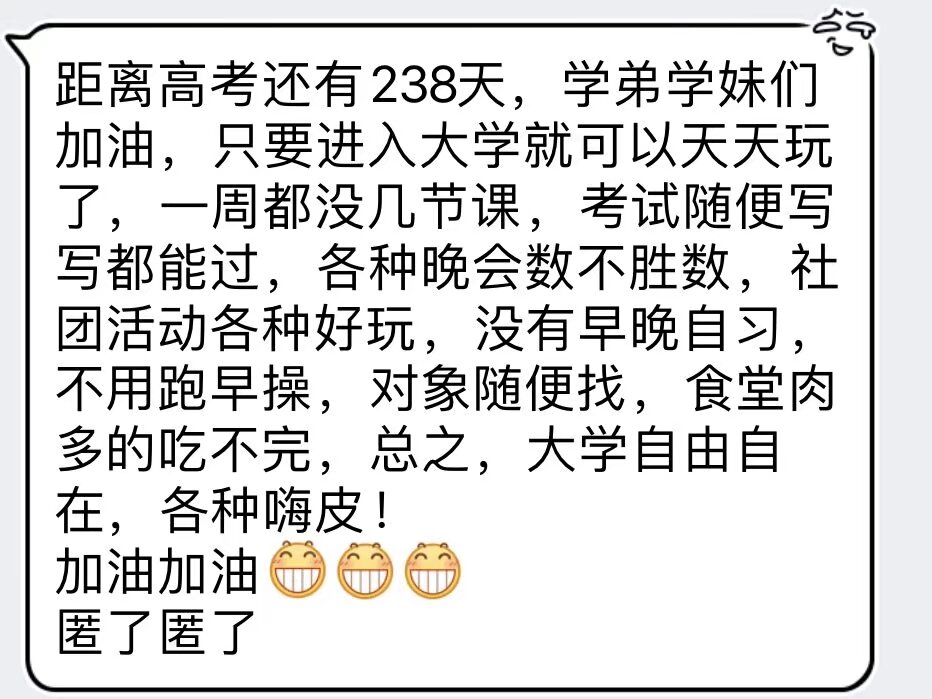 距离高考还有238天，学弟学妹们
加油，只要进入大学就可以天天玩
了，一周都没几节课，考试随便写
写都能过，各种晚会数不胜数，社
团活动各种好玩，没有早晚自习，
不用跑早操，对象随便找，食堂肉
多的吃不完，总之，大学自由自
在，各种嗨皮！
加油加油😁😁😁
匿了匿了